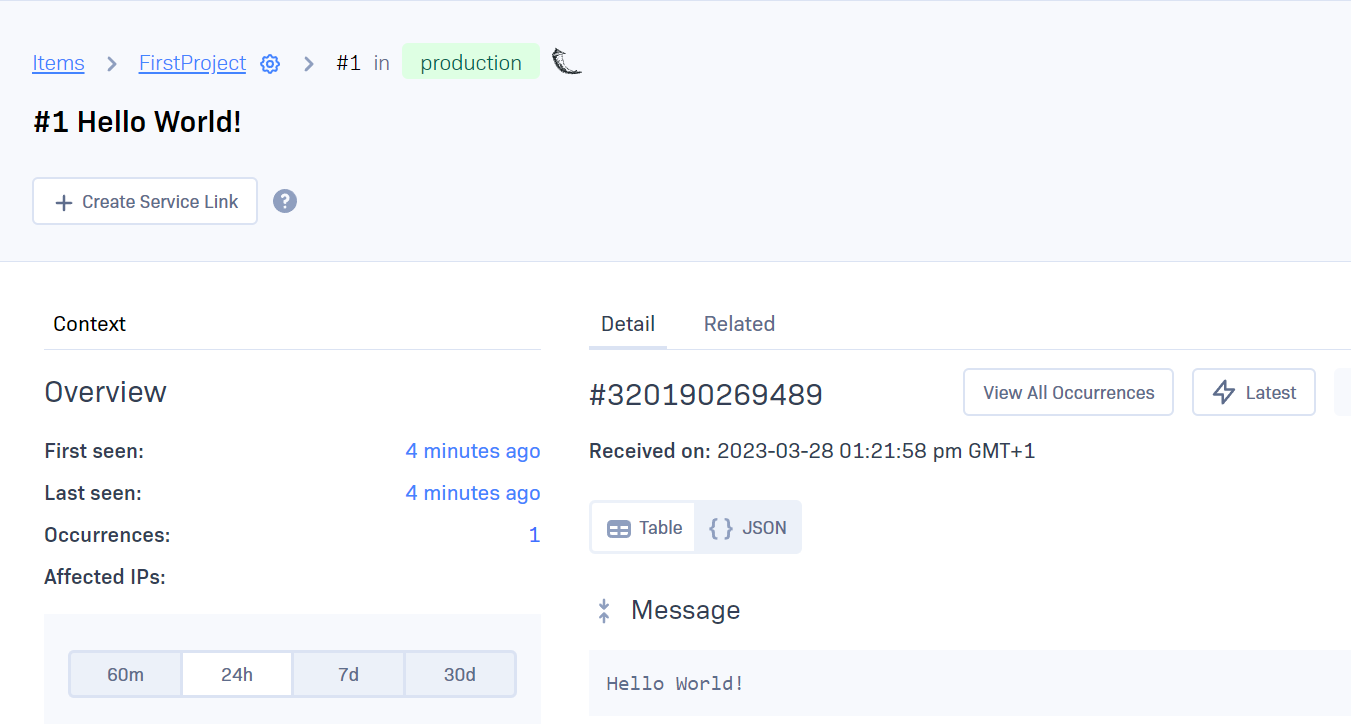 Items FirstProject #1 in production
#1 Hello World!
+ Create Service Link ?
Context
Overview
First seen: 4 minutes ago
Last seen: 4 minutes ago
Occurrences: 1
Affected IPs:
60m 24h 7d 30d
Detail Related
#320190269489 View All Occurrences Latest
Received on: 2023-03-28 01:21:58 pm GMT+1
Table { } JSON
Message
Hello World!